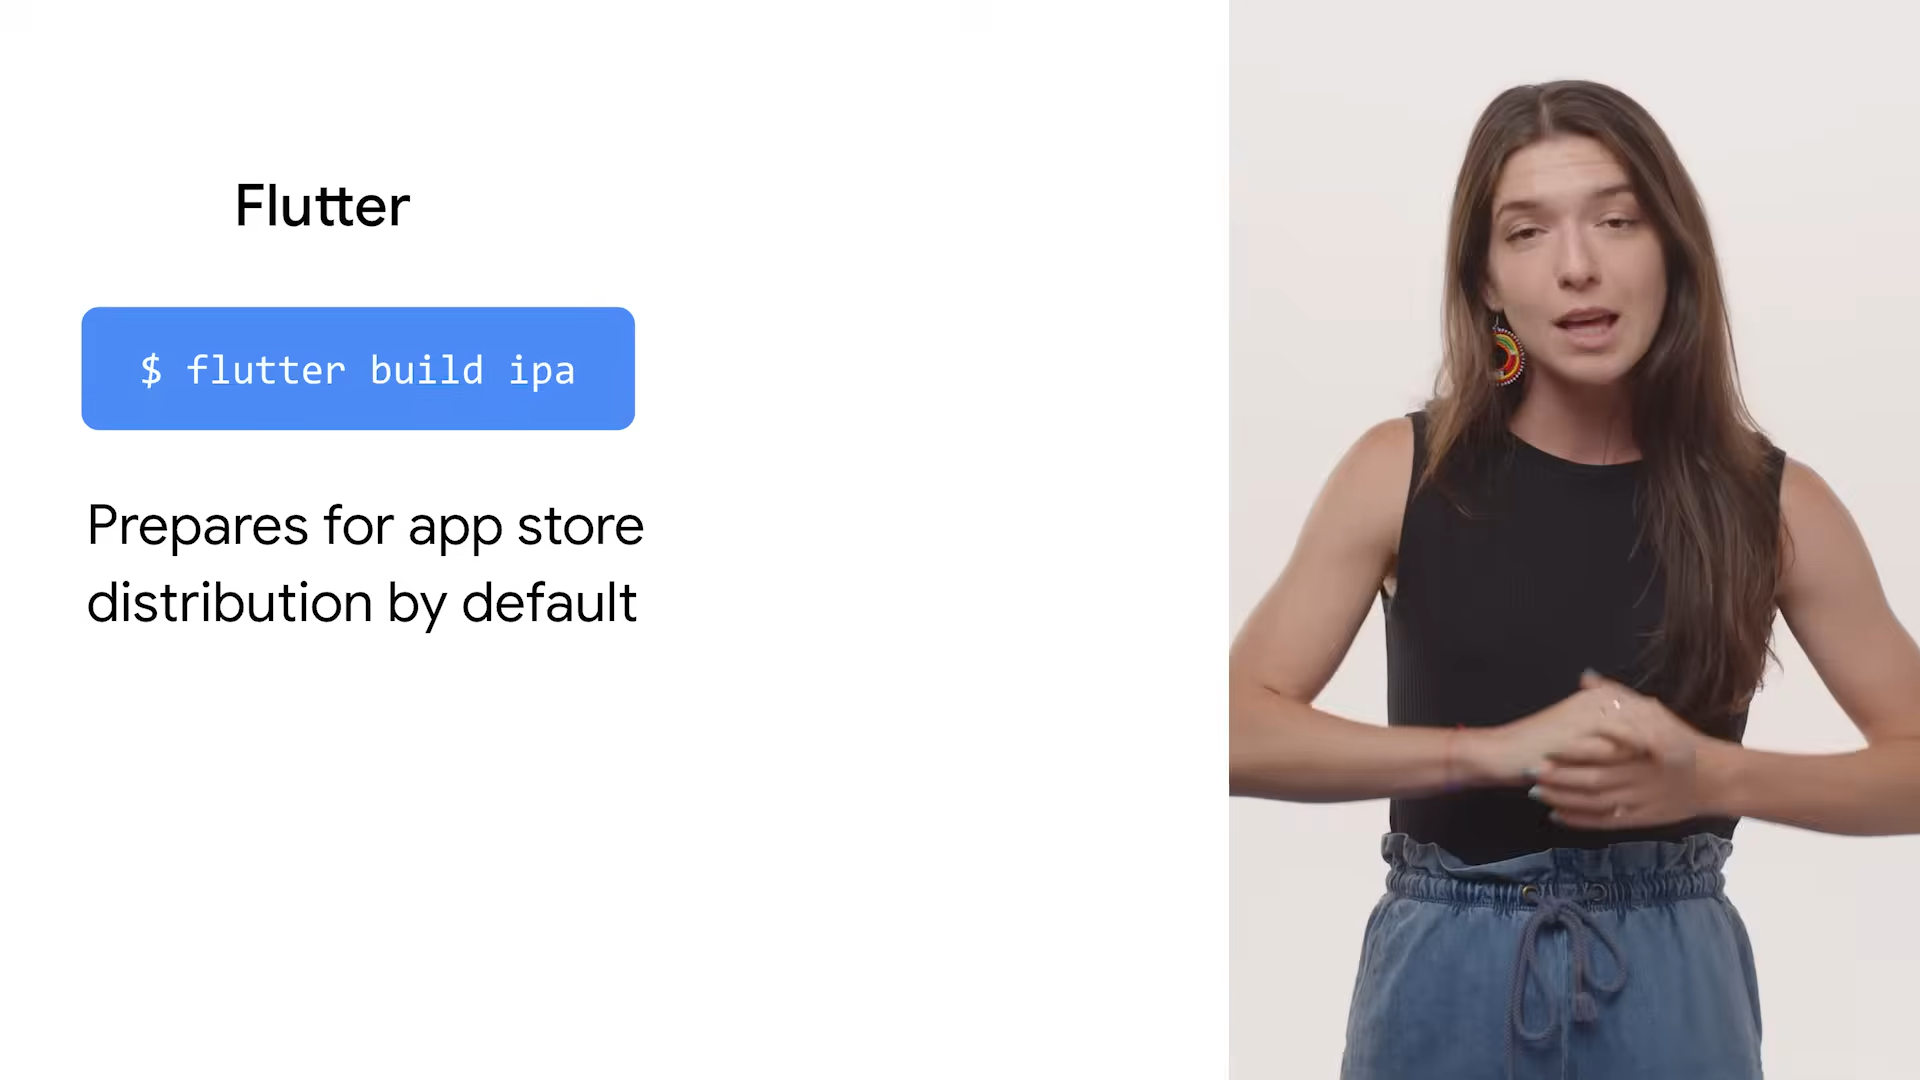 Flutter
$ flutter build ipa
Prepares for app store
distribution by default